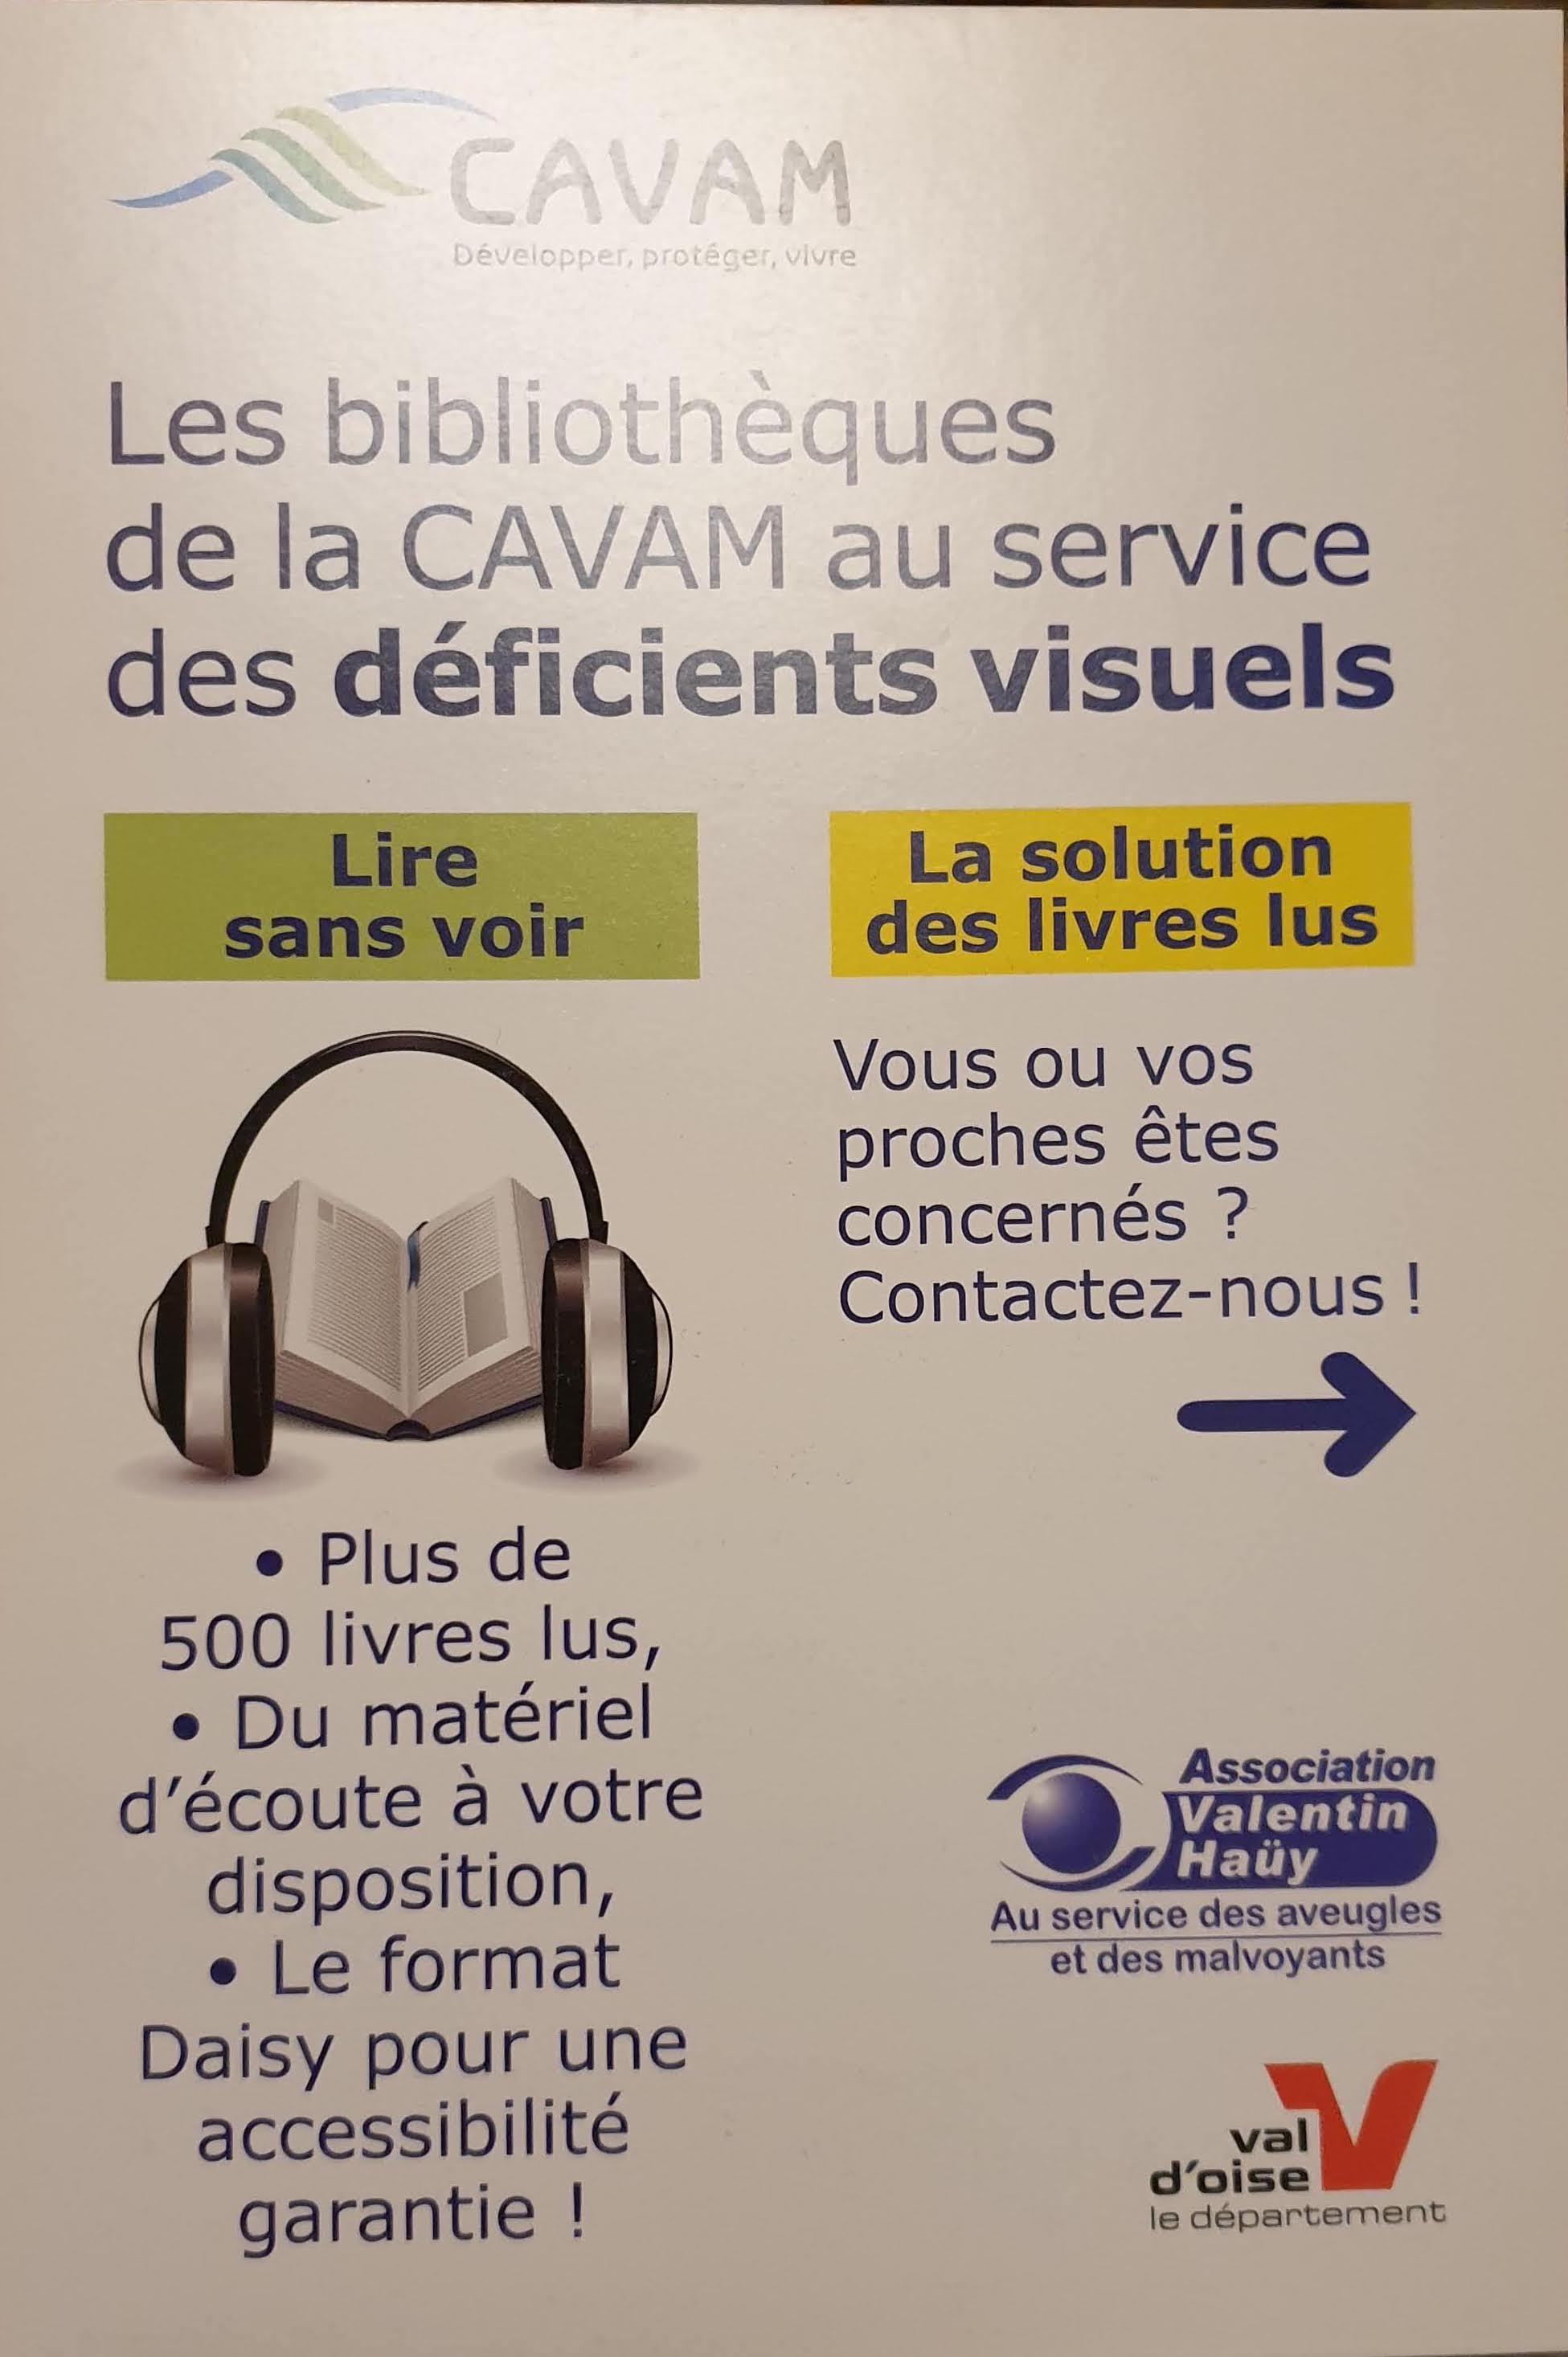 CAVAM
Développer, protéger, vivre
Les bibliothèques
de la CAVAM au service
des déficients visuels
Lire
sans voir
• Plus de
500 livres lus,
• Du matériel
d'écoute à votre
disposition,
• Le format
Daisy pour une
accessibilité
garantie !
La solution
des livres lus
Vous ou vos
proches êtes
concernés ?
Contactez-nous !
Association
Valentin
Haüy
Au service des aveugles
et des malvoyants
val
d'oise
le département